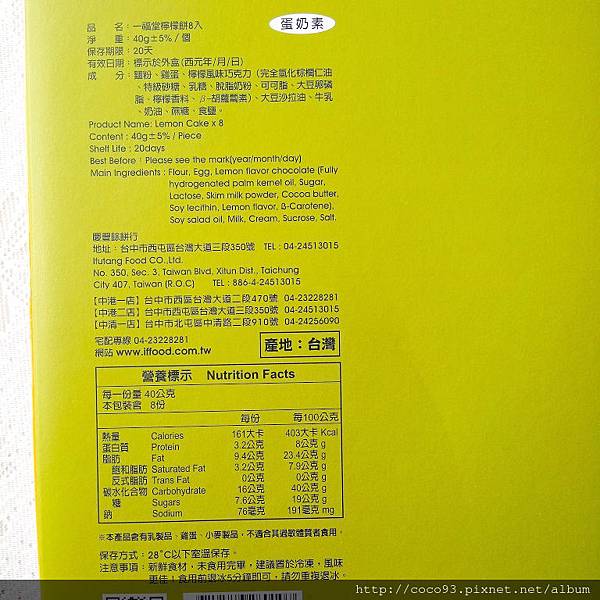 蛋奶素
品　名：一福堂檸檬餅8入
淨　重：40g±5%/個
保存期限：20天
有效日期：標示於外盒(西元年/月/日)
成　分：麵粉、雞蛋、檸檬風味巧克力(完全氫化棕櫚仁油
、特級砂糖、乳糖、脫脂奶粉、可可脂、大豆卵磷
脂、檸檬香料、β-胡蘿蔔素)、大豆沙拉油、牛乳
、奶油、蔗糖、食鹽。
Product Name: Lemon Cake x 8
Content : 40g±5% / Piece
Shelf Life : 20days
Best Before : Please see the mark(year/month/day)
Main Ingredients : Flour, Egg, Lemon flavor chocolate (Fully
hydrogenated palm kernel oil, Sugar,
Lactose, Skim milk powder, Cocoa butter,
Soy lecithin, Lemon flavor, ß-Carotene),
Soy salad oil, Milk, Cream, Sucrose, Salt.
慶豐餘餅行
地址：台中市西屯區台灣大道三段350號 TEL : 04-24513015
Ifutang Food CO.,Ltd.
No. 350, Sec. 3, Taiwan Blvd, Xitun Dist., Taichung
City 407, Taiwan (R.O.C) TEL : 886-4-24513015
【中港一店】台中市西區台灣大道二段470號 04-23228281
【中港二店】台中市西屯區台灣大道三段350號 04-24513015
【中清一店】台中市北屯區中清路二段910號 04-24256090
宅配專線 04-23228281
網站 www.iffood.com.tw
產地：台灣
營養標示 Nutrition Facts
每一份量 40公克
本包裝含 8份
每份 每100公克
熱量 Calories 161大卡 403大卡 Kcal
蛋白質 Protein 3.2公克 8公克 g
脂肪 Fat 9.4公克 23.4公克 g
飽和脂肪 Saturated Fat 3.2公克 7.9公克 g
反式脂肪 Trans Fat 0公克 0公克 g
碳水化合物 Carbohydrate 16公克 40公克 g
糖 Sugars 7.6公克 19公克 g
鈉 Sodium 76毫克 191毫克 mg
※本產品含有乳製品、雞蛋、小麥製品，不適合其過敏體質者食用。
保存方式：28°C以下室溫保存。
注意事項：新鮮食材，未食用完畢，建議置於冷凍，風味
更佳！食用前退冰5分鐘即可，請勿重複退冰。
http://coco93.pixnet.net/album